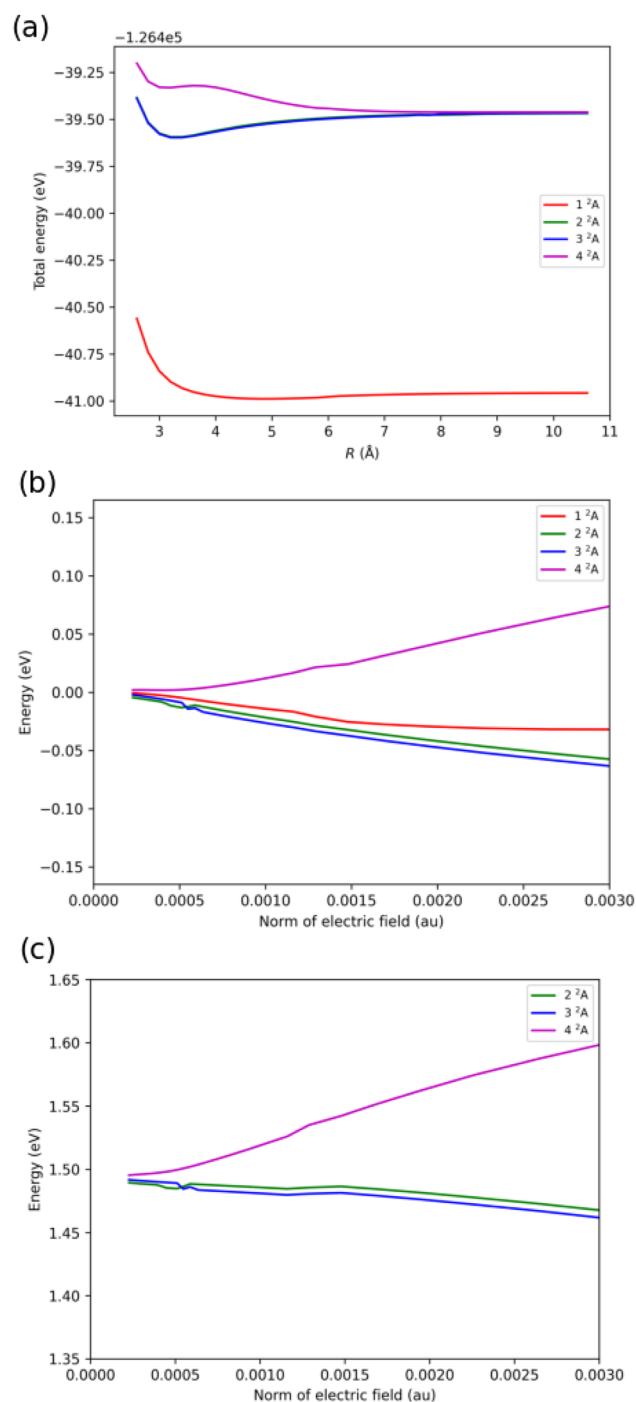 (a)
−1.264e5
−39.25
−39.50
−39.75
−40.00
−40.25
−40.50
−40.75
−41.00
Total energy (eV)
1 ²A
2 ²A
3 ²A
4 ²A
3 4 5 6 7 8 9 10 11
R (Å)
(b)
0.15
0.10
0.05
0.00
−0.05
−0.10
−0.15
Energy (eV)
1 ²A
2 ²A
3 ²A
4 ²A
0.0000 0.0005 0.0010 0.0015 0.0020 0.0025 0.0030
Norm of electric field (au)
(c)
1.65
1.60
1.55
1.50
1.45
1.40
1.35
Energy (eV)
2 ²A
3 ²A
4 ²A
0.0000 0.0005 0.0010 0.0015 0.0020 0.0025 0.0030
Norm of electric field (au)